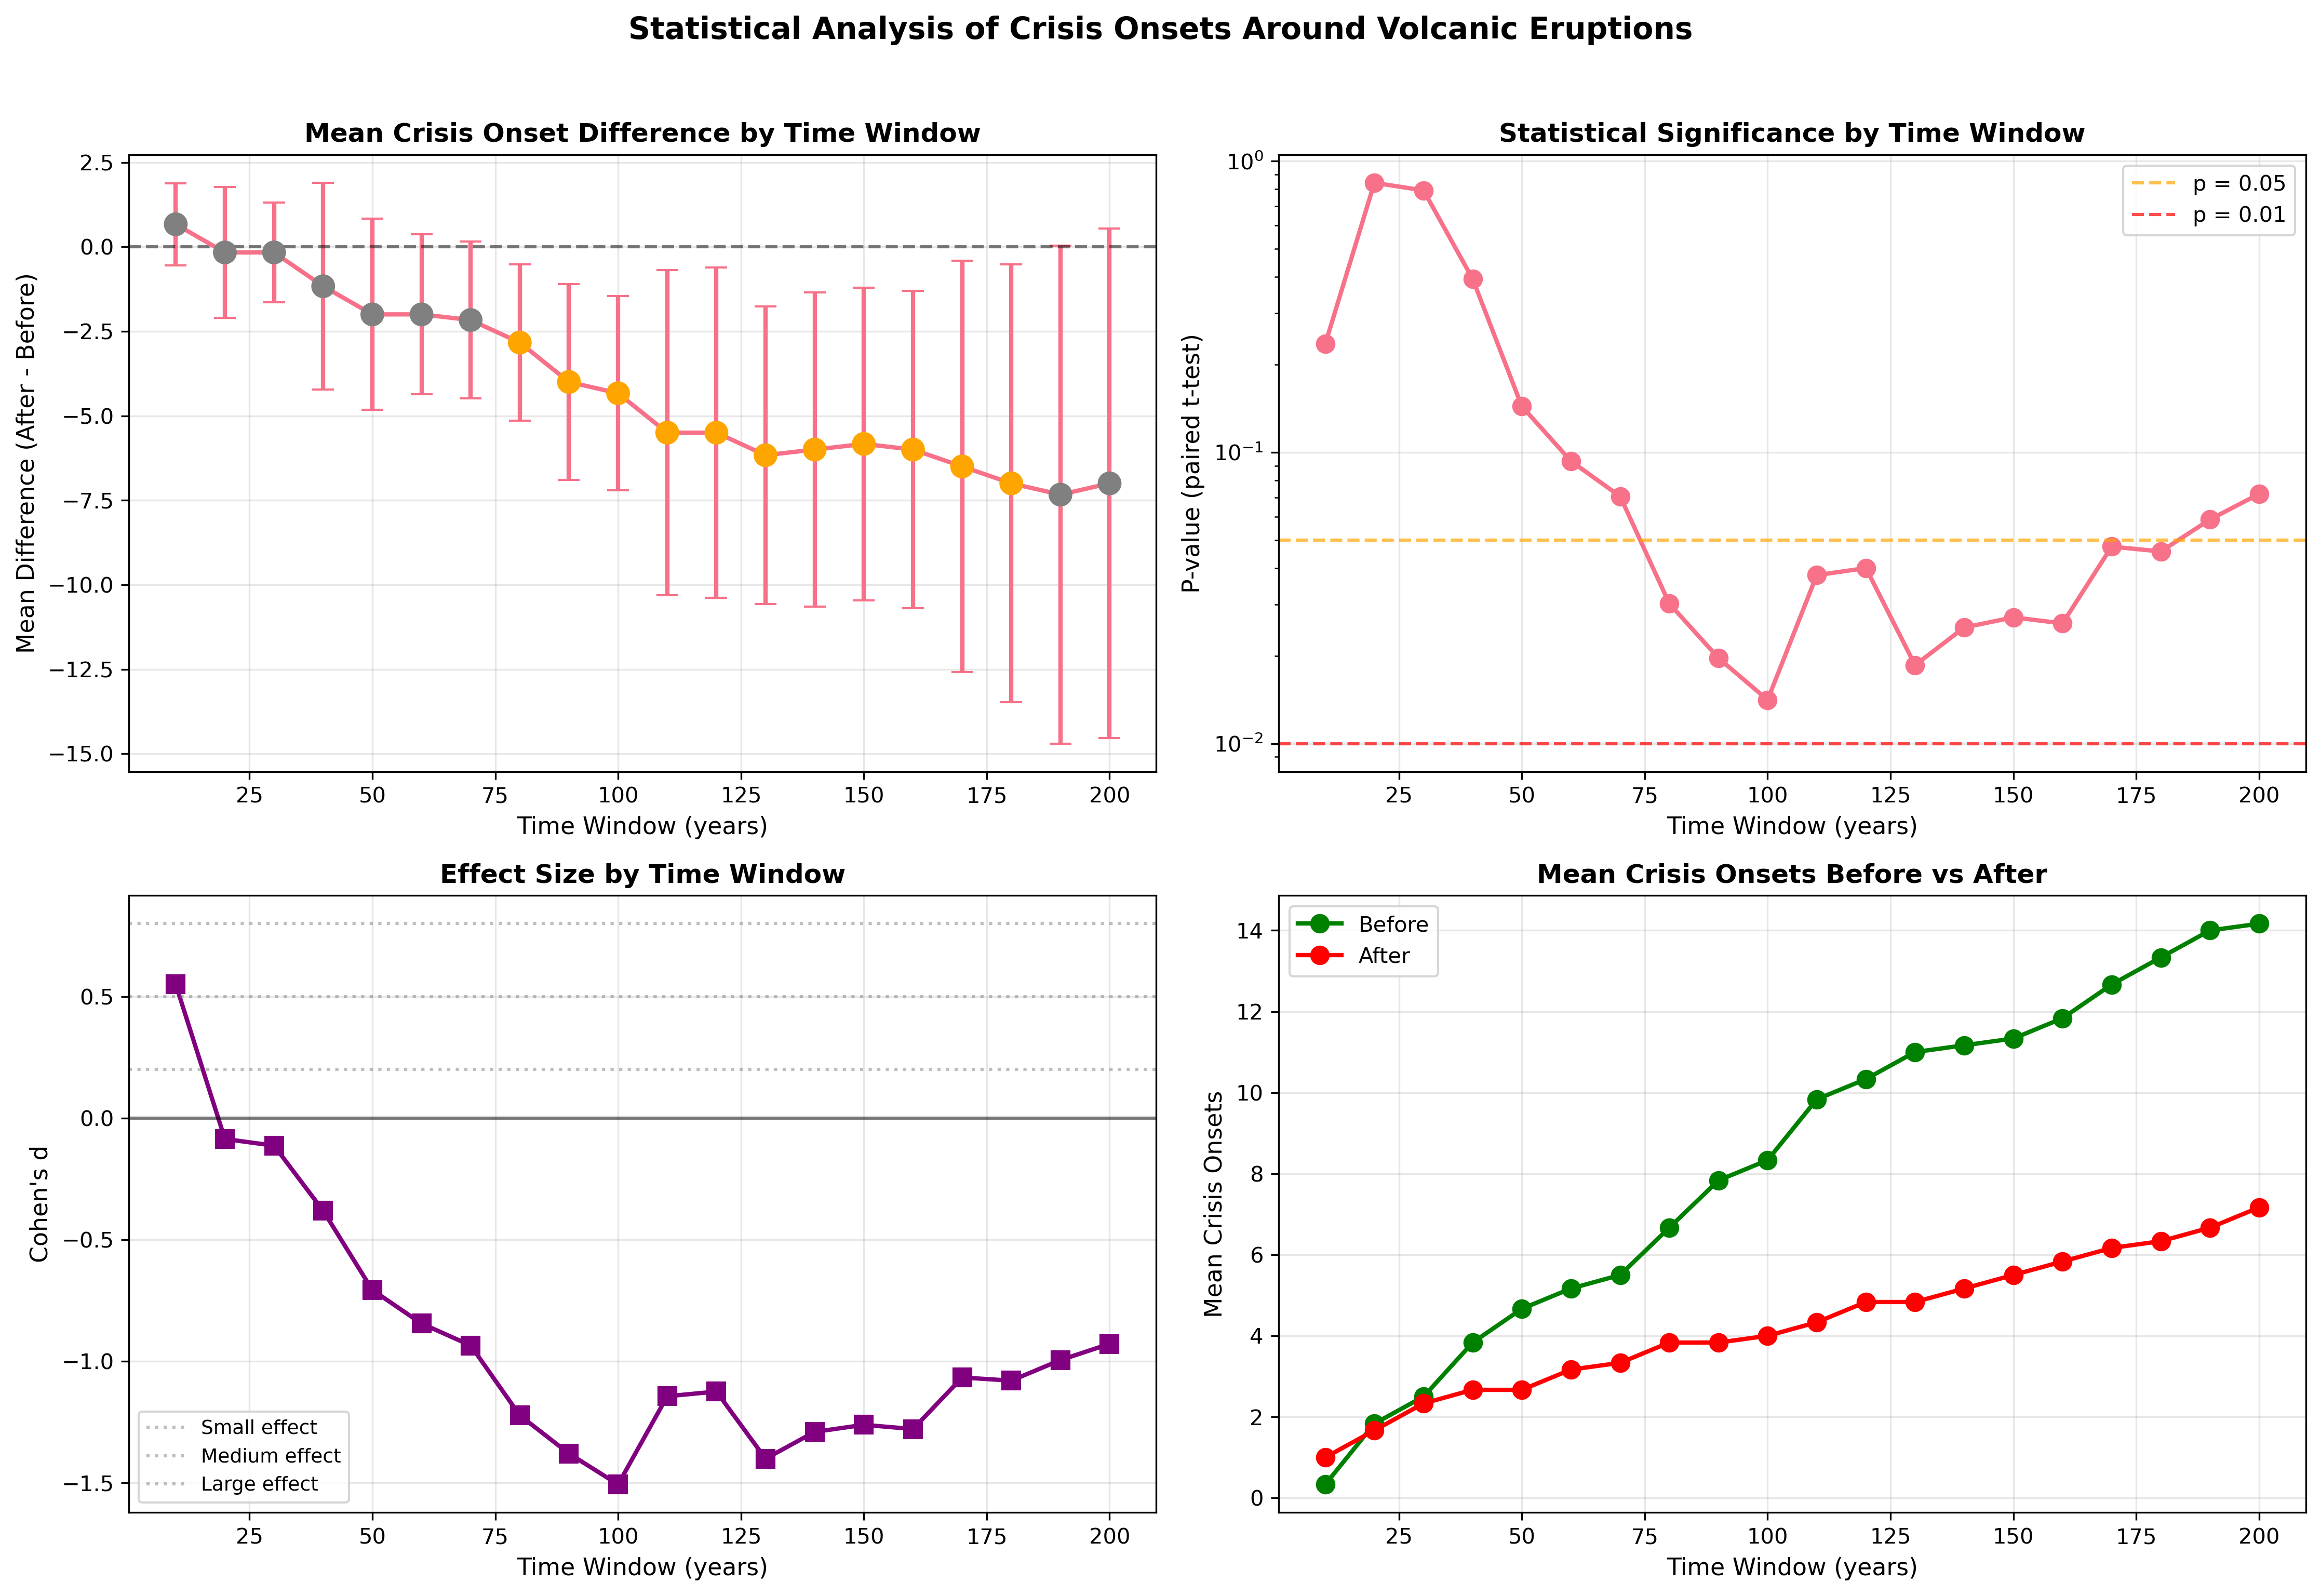 Statistical Analysis of Crisis Onsets Around Volcanic Eruptions
Mean Crisis Onset Difference by Time Window
2.5
0.0
−2.5
−5.0
−7.5
−10.0
−12.5
−15.0
Mean Difference (After - Before)
25 50 75 100 125 150 175 200
Time Window (years)
Statistical Significance by Time Window
10⁰
10⁻¹
10⁻²
P-value (paired t-test)
p = 0.05
p = 0.01
25 50 75 100 125 150 175 200
Time Window (years)
Effect Size by Time Window
0.5
0.0
−0.5
−1.0
−1.5
Cohen's d
Small effect
Medium effect
Large effect
25 50 75 100 125 150 175 200
Time Window (years)
Mean Crisis Onsets Before vs After
14
12
10
8
6
4
2
0
Mean Crisis Onsets
Before
After
25 50 75 100 125 150 175 200
Time Window (years)